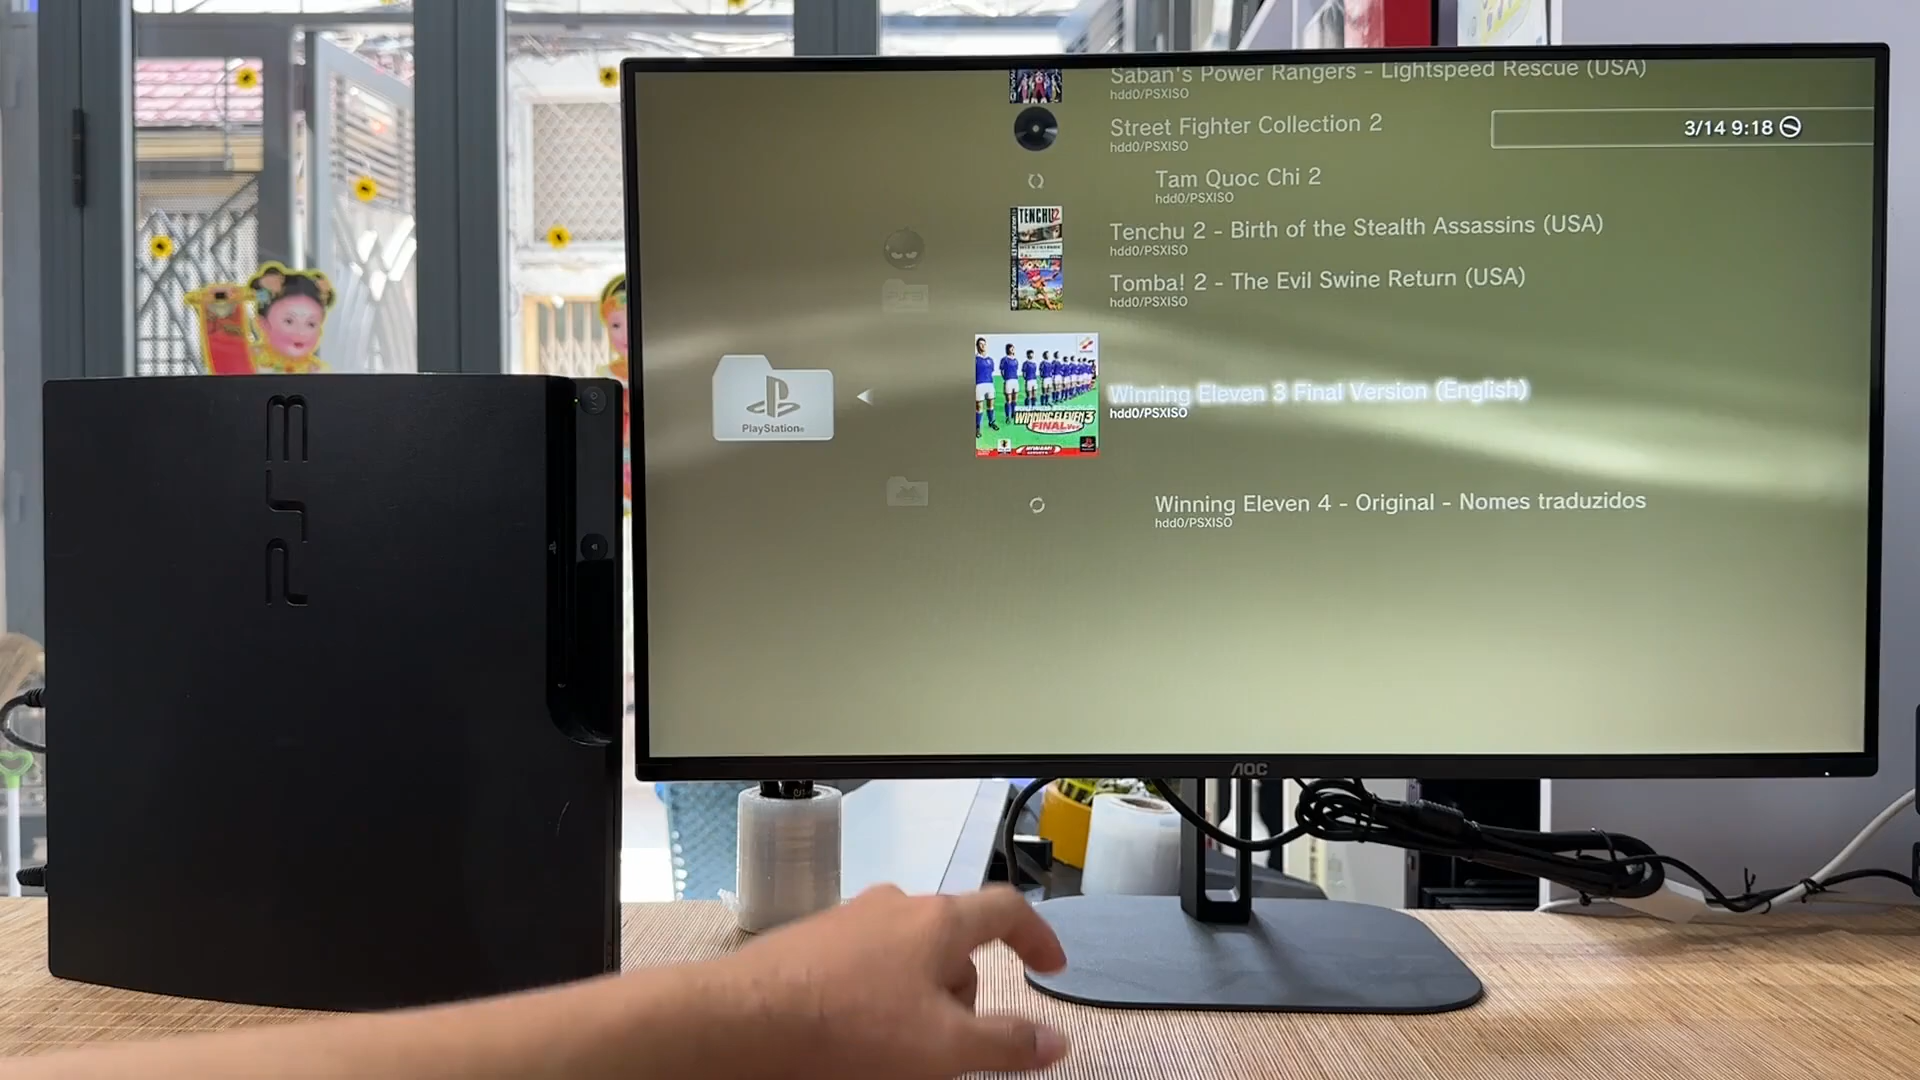 Saban's Power Rangers - Lightspeed Rescue (USA)
hdd0/PSXISO
Street Fighter Collection 2
hdd0/PSXISO
3/14 9:18
Tam Quoc Chi 2
hdd0/PSXISO
TENCHU 2
Tenchu 2 - Birth of the Stealth Assassins (USA)
hdd0/PSXISO
Tomba! 2 - The Evil Swine Return (USA)
hdd0/PSXISO
PlayStation®
WINNING ELEVEN 3
FINAL Ver.
Winning Eleven 3 Final Version (English)
hdd0/PSXISO
Winning Eleven 4 - Original - Nomes traduzidos
hdd0/PSXISO
PS3
AOC